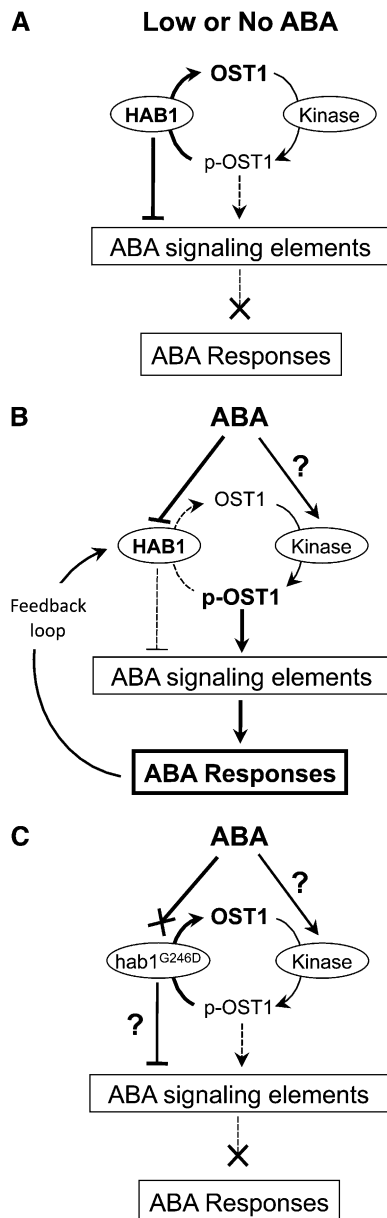 A
Low or No ABA
OST1
HAB1
Kinase
p-OST1
ABA signaling elements
ABA Responses
B
ABA
?
OST1
HAB1
Kinase
p-OST1
Feedback
loop
ABA signaling elements
ABA Responses
C
ABA
?
OST1
hab1G246D
Kinase
p-OST1
?
ABA signaling elements
ABA Responses